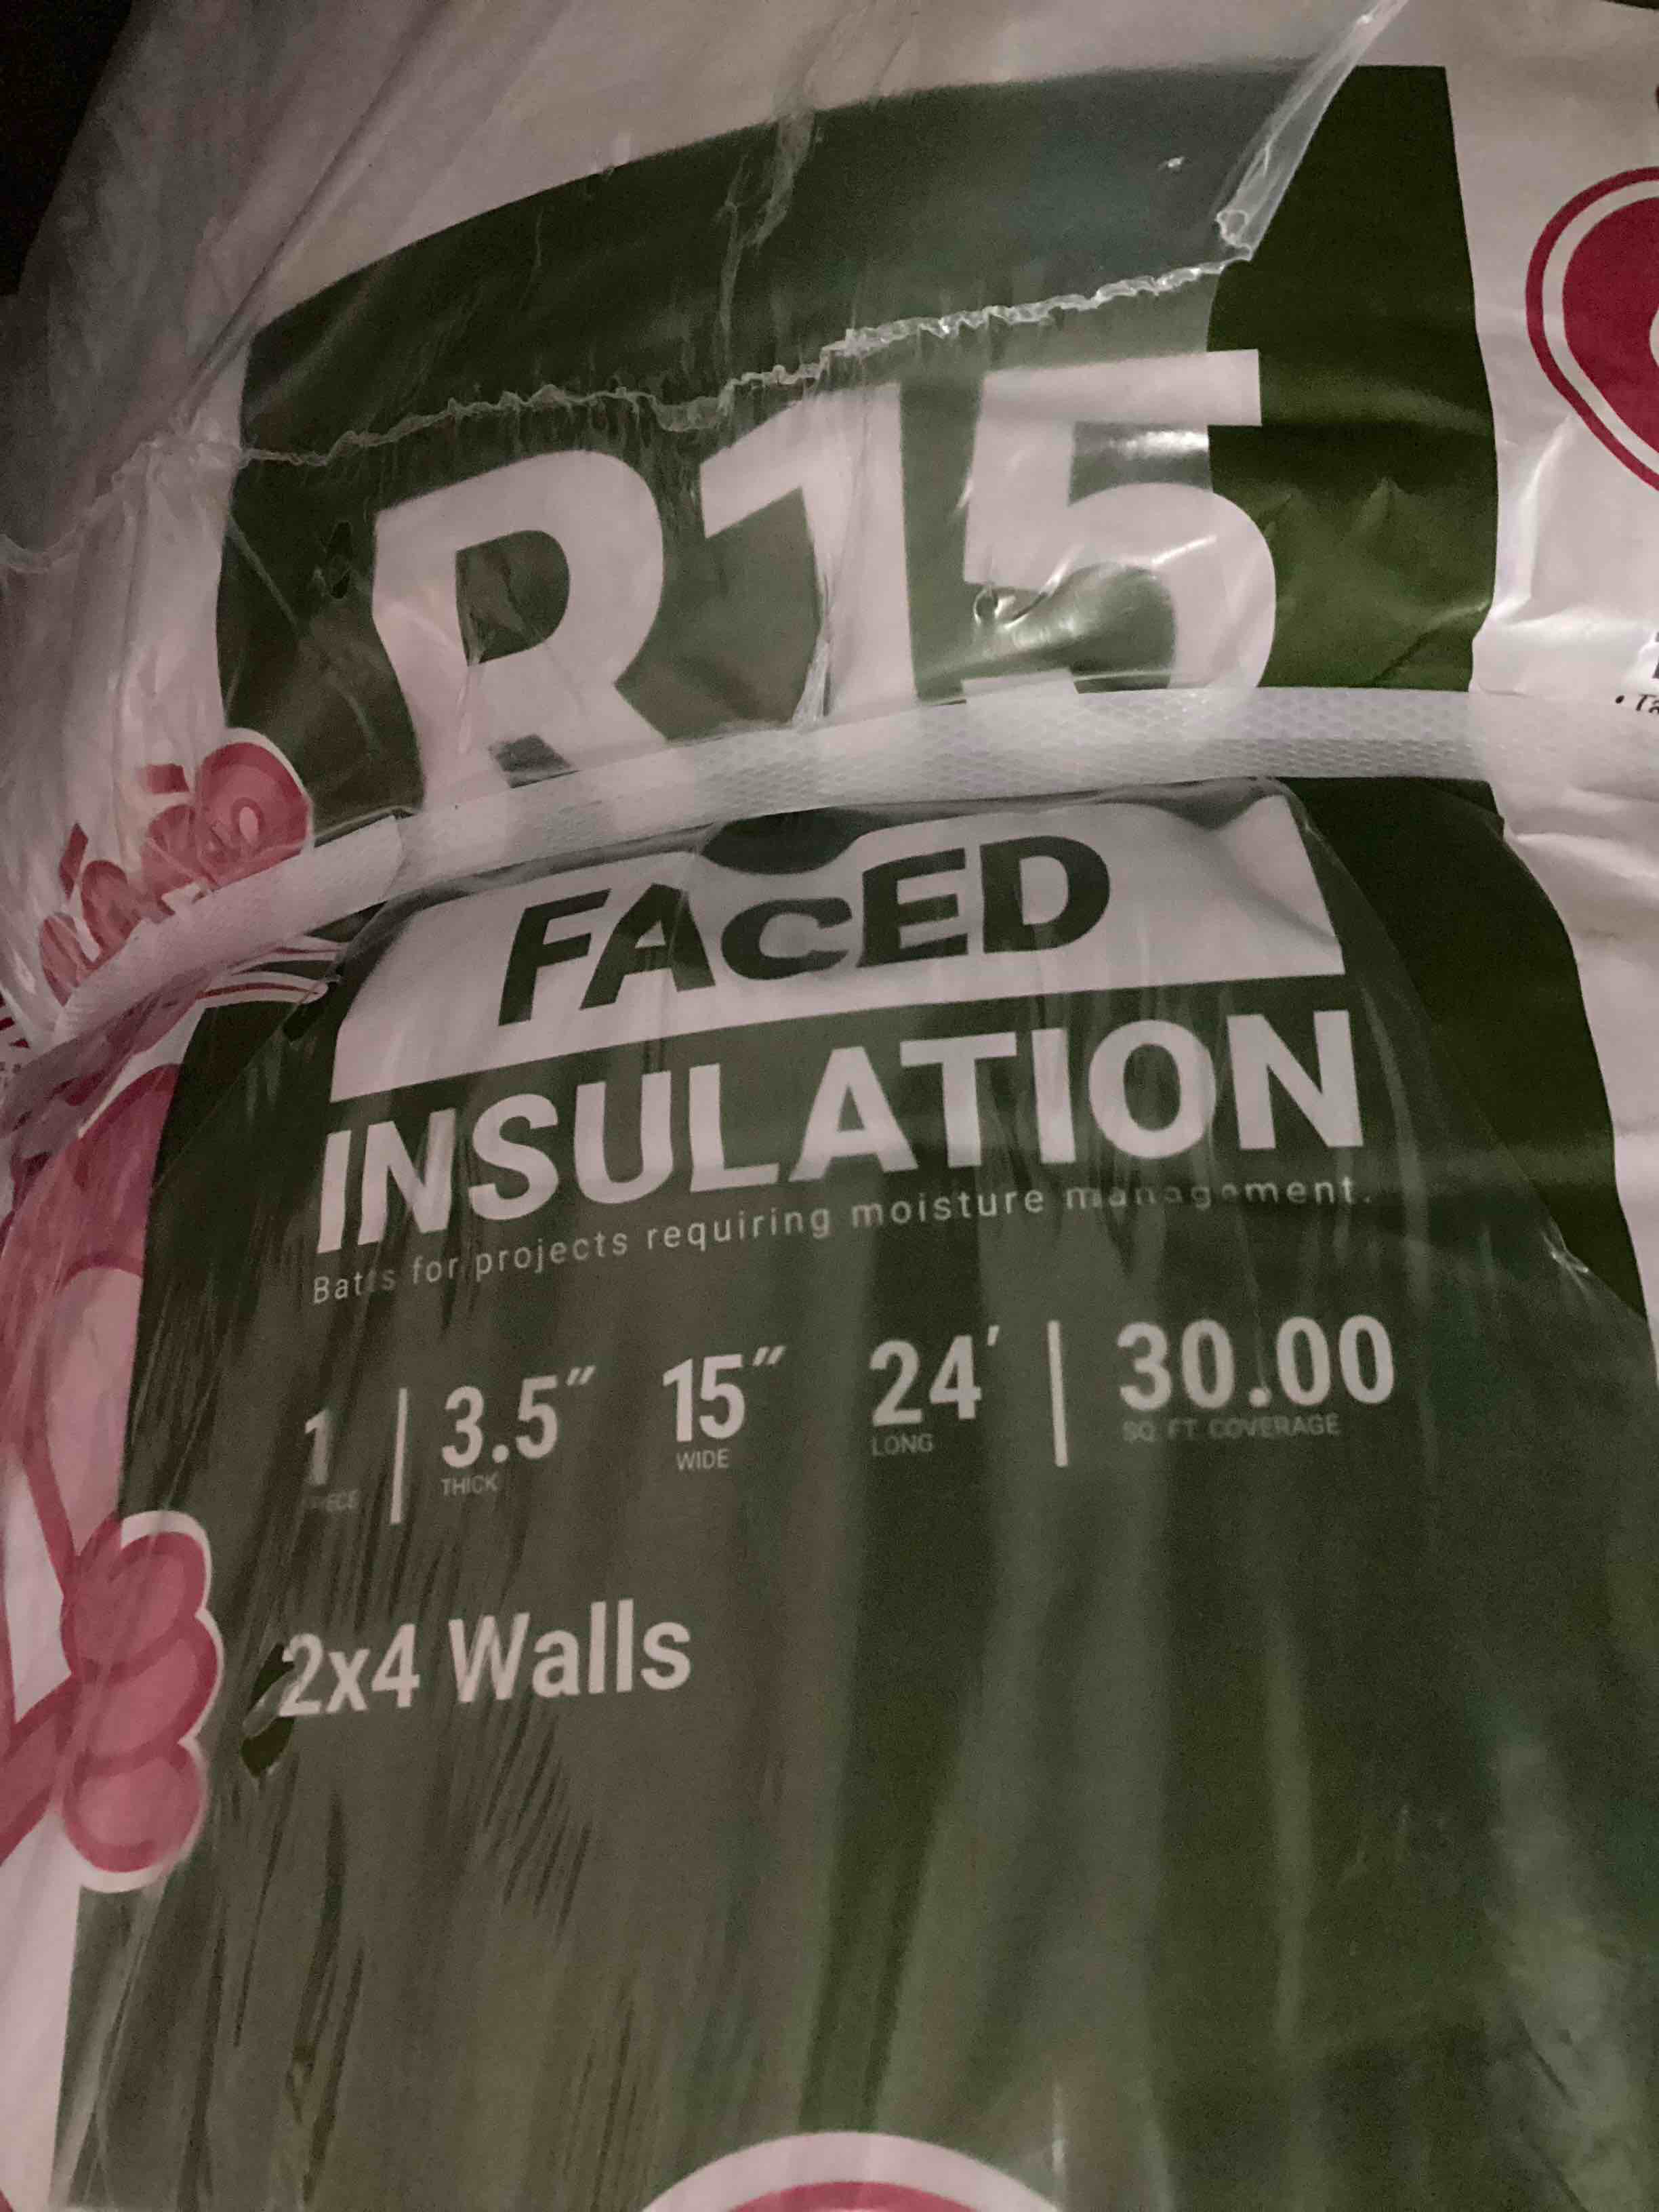 R15
FACED
INSULATION
Batts for projects requiring moisture management.
1 | 3.5" 15" 24' | 30.00
THICK WIDE LONG SQ FT COVERAGE
2x4 Walls